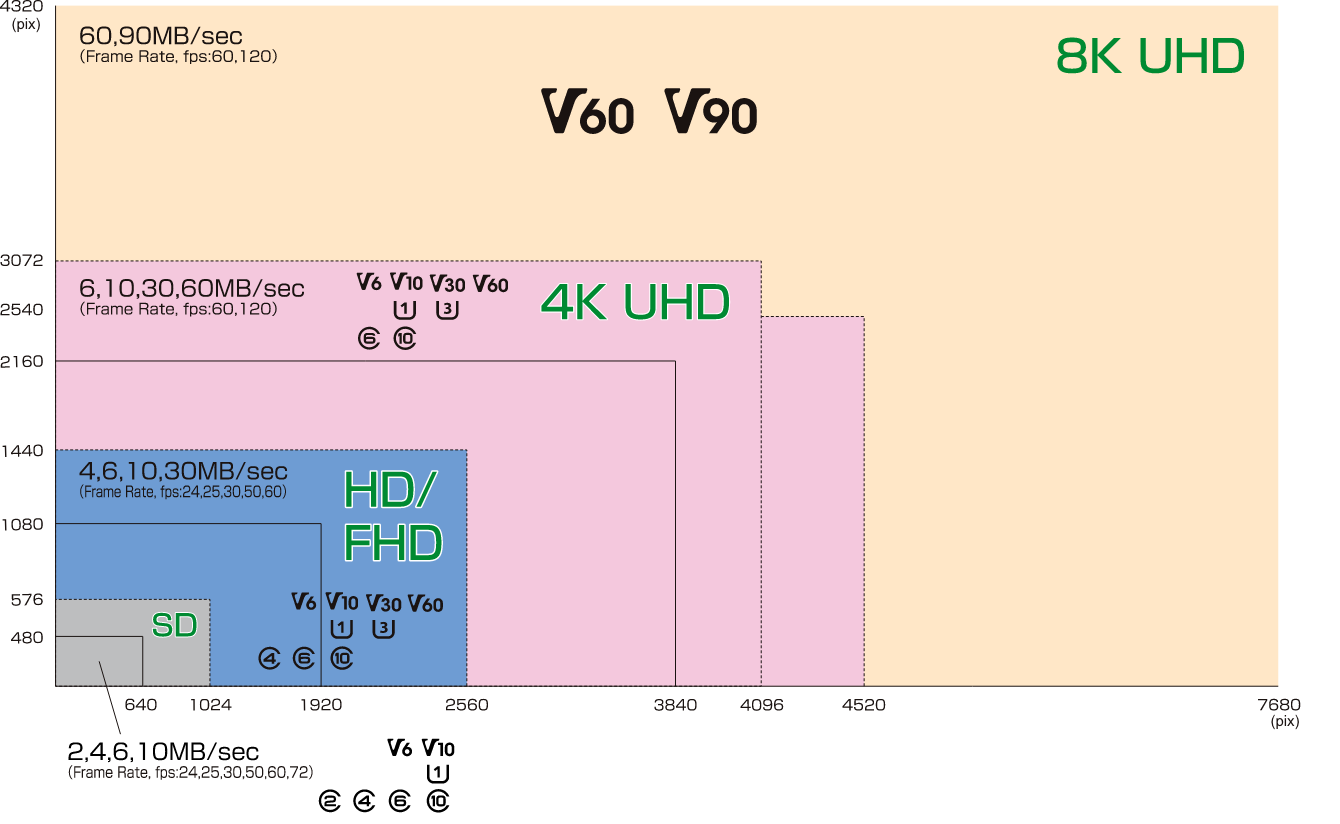 4320
(pix)
60,90MB/sec
(Frame Rate, fps:60,120)
8K UHD
V60 V90
3072
6,10,30,60MB/sec
(Frame Rate, fps:60,120)
V6 V10 V30 V60
1 3
6 10
4K UHD
2540
2160
1440
4,6,10,30MB/sec
(Frame Rate, fps:24,25,30,50,60)
HD/
FHD
1080
V6 V10 V30 V60
1 3
4 6 10
576
SD
480
640 1024 1920 2560 3840 4096 4520 7680
(pix)
2,4,6,10MB/sec
(Frame Rate, fps:24,25,30,50,60,72)
V6 V10
1
2 4 6 10